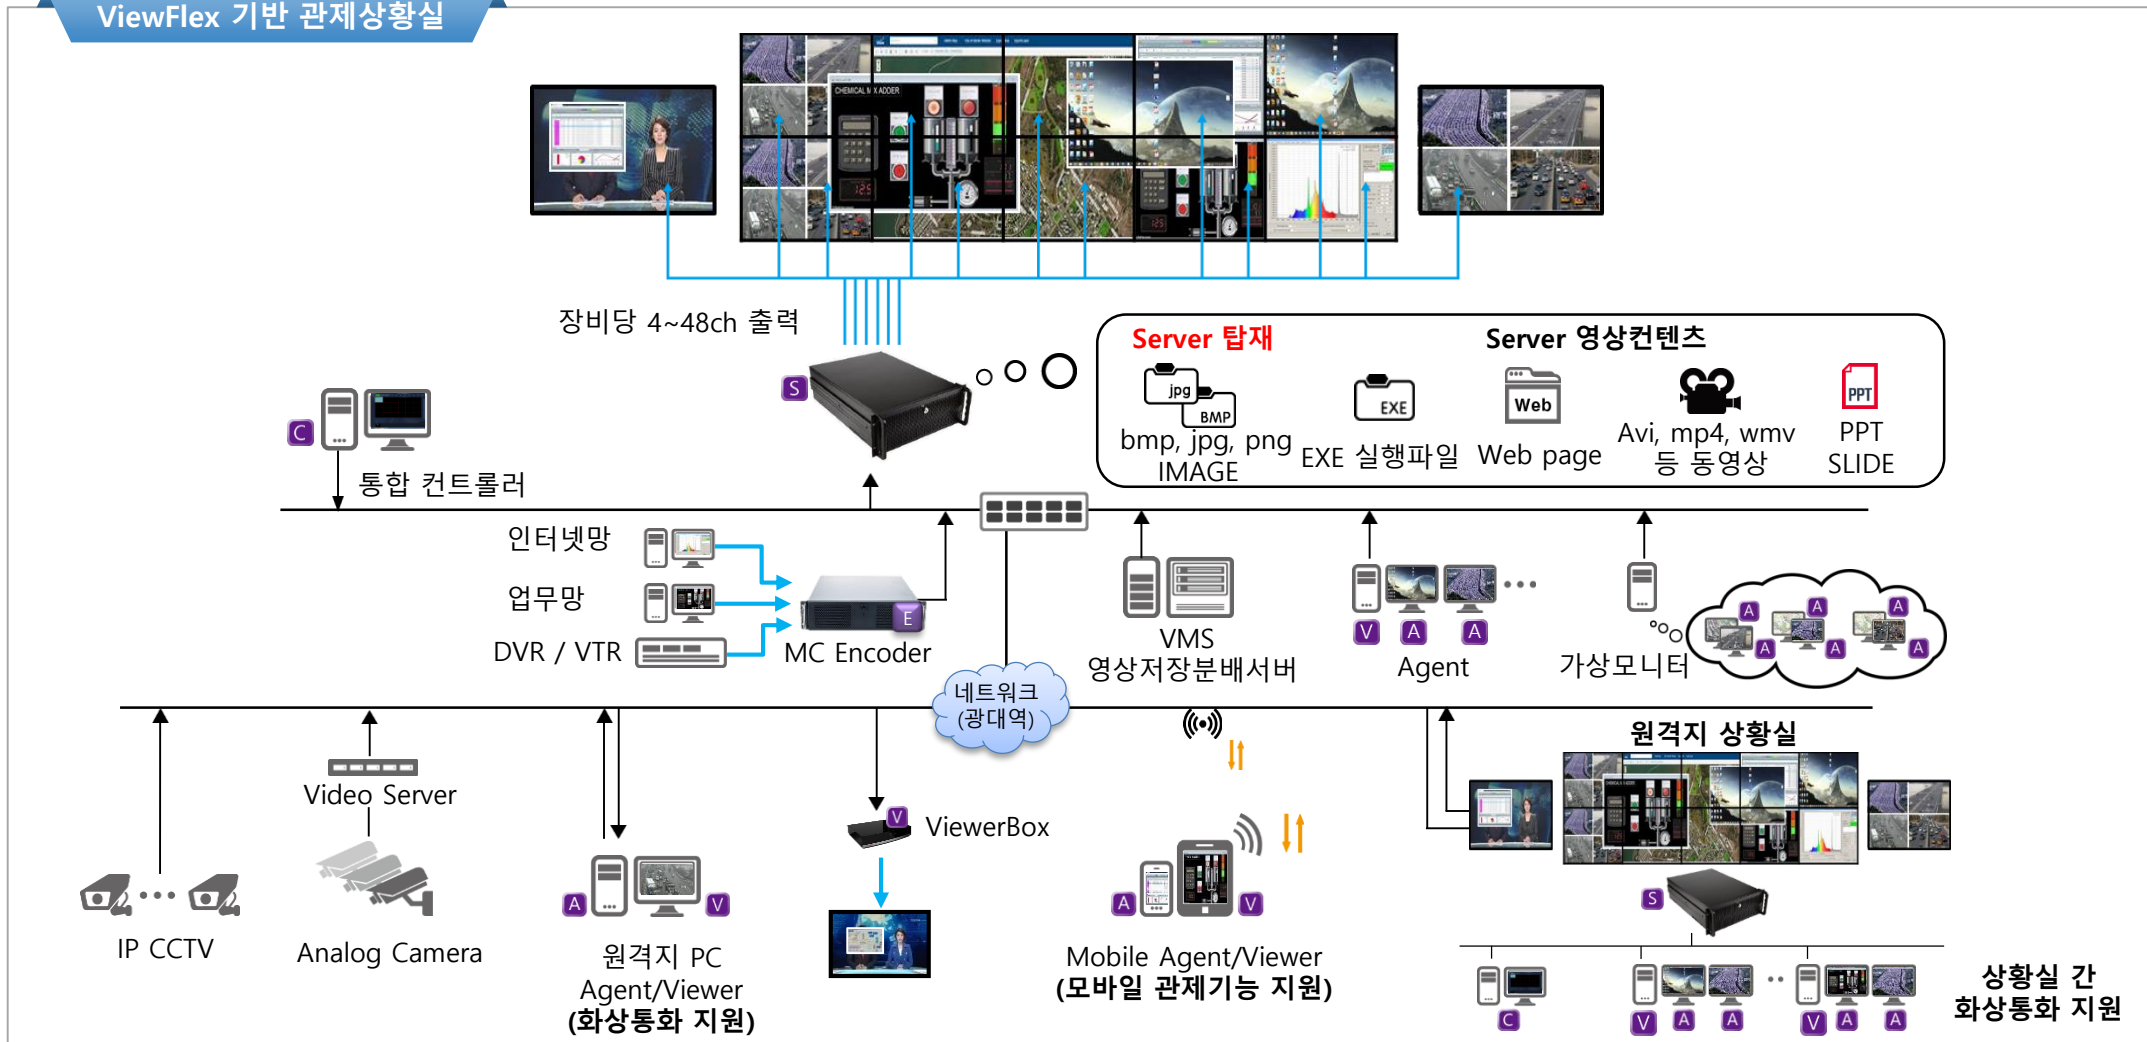 ViewFlex 기반 관제상황실
CHEMICAL MIX ADDER
장비당 4~48ch 출력
Server 탑재
Server 영상컨텐츠
jpg
BMP
EXE
Web
PPT
bmp, jpg, png
IMAGE
EXE 실행파일
Web page
Avi, mp4, wmv
등 동영상
PPT
SLIDE
S
C
통합 컨트롤러
인터넷망
업무망
DVR / VTR
E
MC Encoder
VMS
영상저장분배서버
V
A
A
Agent
가상모니터
A
A
A
A
A
A
네트워크
(광대역)
Video Server
IP CCTV
Analog Camera
A
V
원격지 PC
Agent/Viewer
(화상통화 지원)
V
ViewerBox
A
V
Mobile Agent/Viewer
(모바일 관제기능 지원)
원격지 상황실
S
C
V
A
A
V
A
A
상황실 간
화상통화 지원